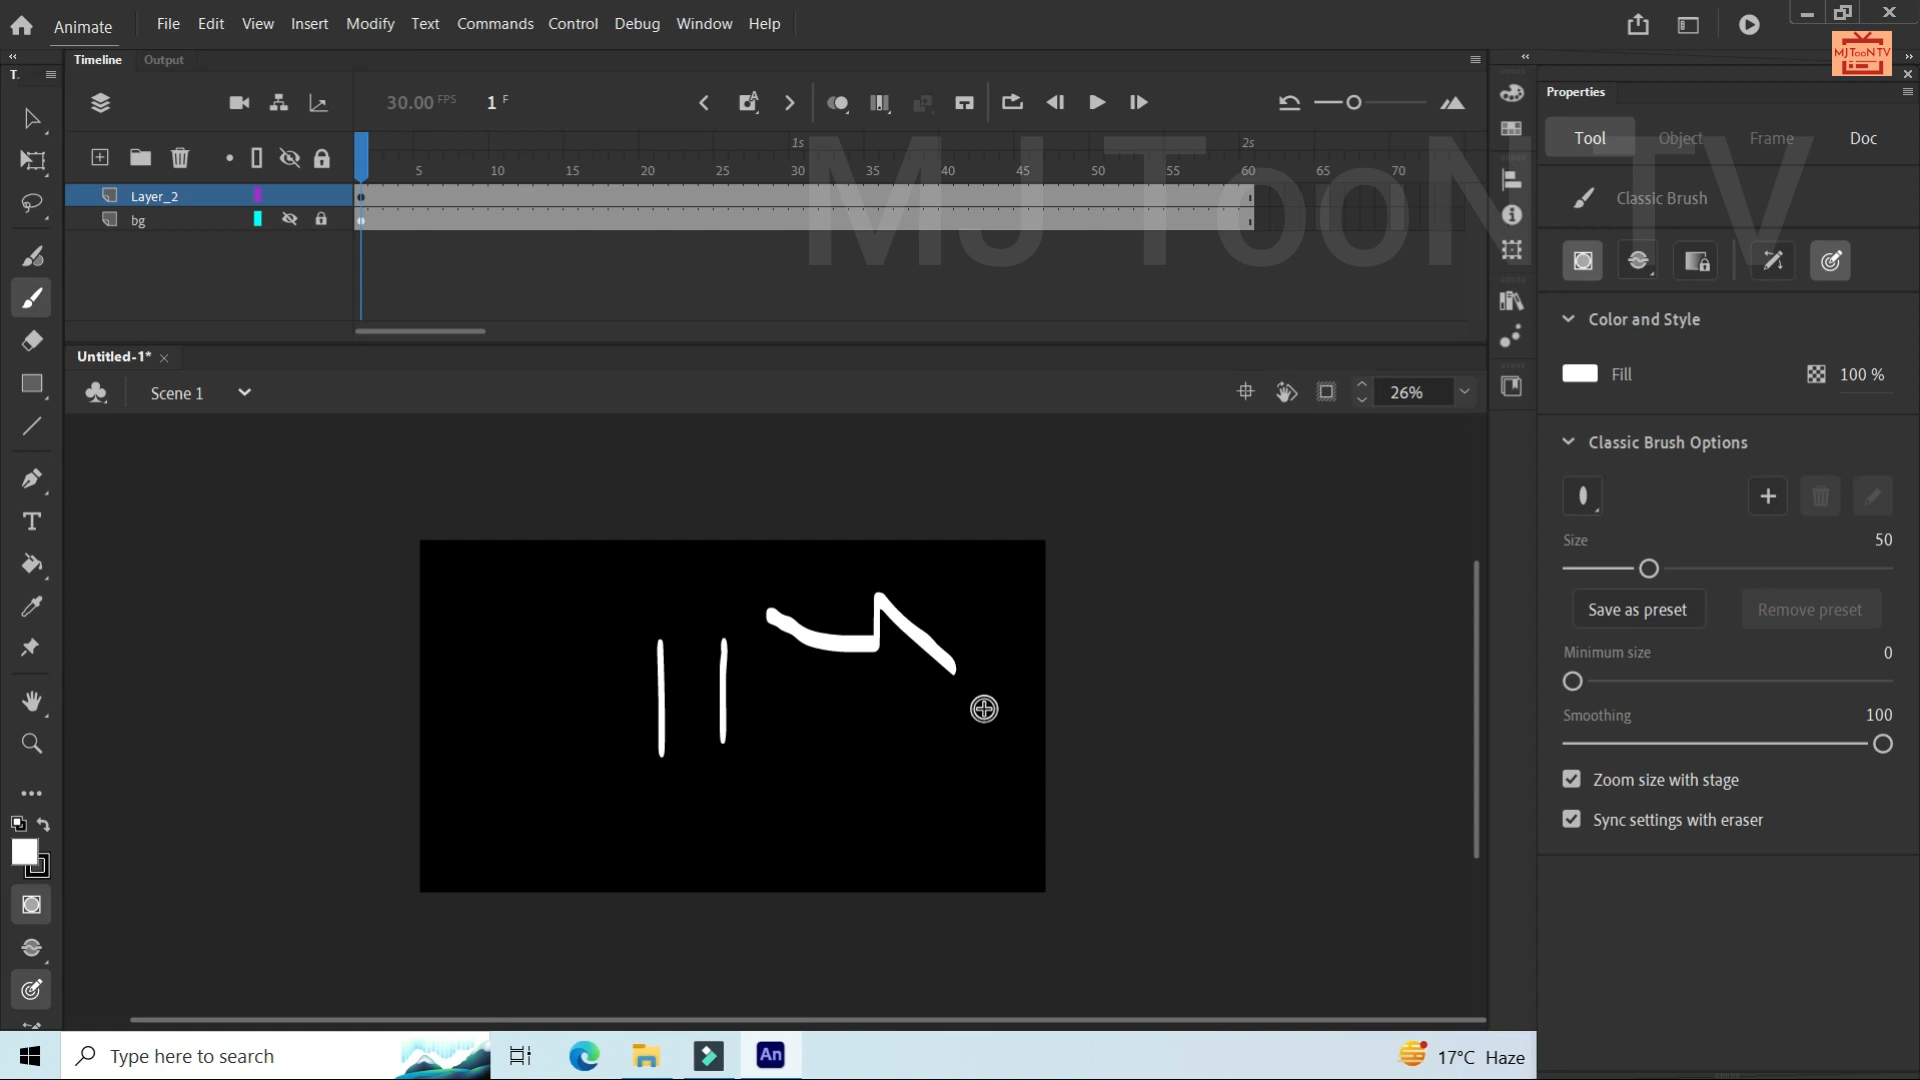 Animate File Edit View Insert Modify Text Commands Control Debug Window Help
MJ TooN TV
Timeline Output
T.
Properties
30.00 FPS 1 F
Tool Object Frame Doc
1s 2s
5 10 15 20 25 30 35 40 45 50 55 60 65 70
MJ TooN TV
Layer_2
bg
Classic Brush
Color and Style
Fill 100 %
Untitled-1*
Scene 1 26%
Classic Brush Options
Size 50
Save as preset Remove preset
Minimum size 0
Smoothing 100
Zoom size with stage
Sync settings with eraser
Type here to search An 17°C Haze